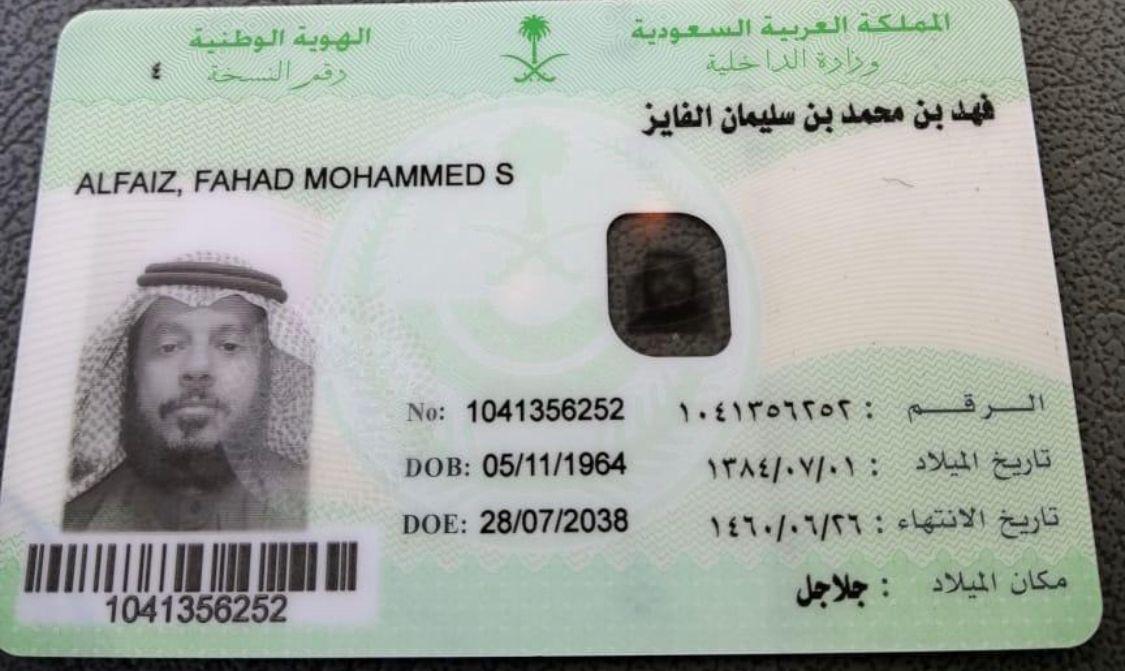 المملكة العربية السعودية
وزارة الداخلية
الهوية الوطنية
رقم النسخة ٤
فهد بن محمد بن سليمان الفايز
ALFAIZ, FAHAD MOHAMMED S
No: 1041356252
الرقم : ١٠٤١٣٥٦٢٥٢
DOB: 05/11/1964
تاريخ الميلاد : ١٣٨٤/٠٧/٠١
DOE: 28/07/2038
تاريخ الانتهاء : ١٤٦٠/٠٦/٢٦
مكان الميلاد : جلاجل
1041356252